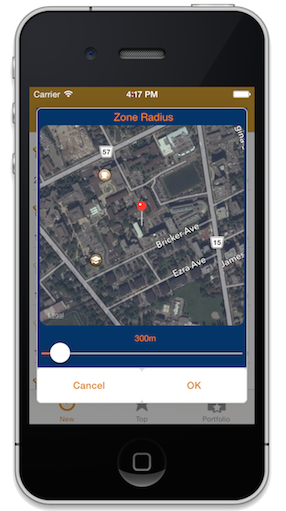 Carrier 4:17 PM
Zone Radius
57
Bricker Ave
15
Ezra Ave
James
Legal
300m
Cancel OK
New Top Portfolio